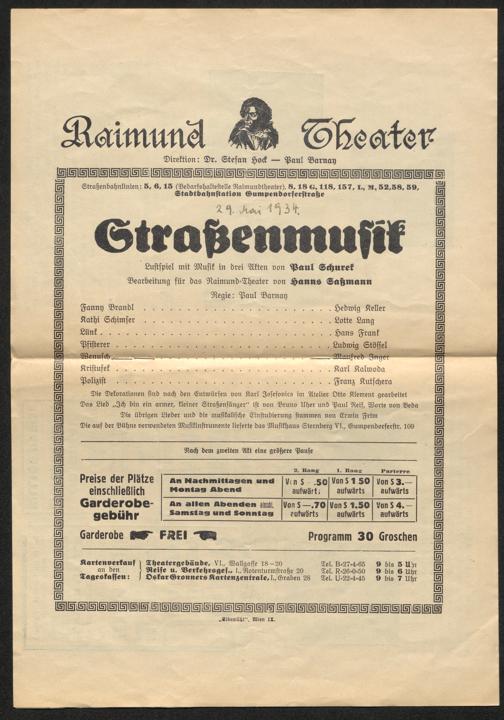 Raimund Theater
Direktion: Dr. Stefan Hock — Paul Barnay
Straßenbahnlinien: 5, 6, 15 (Bedarfshaltestelle Raimundtheater), 8, 18 G, 118, 157, L, M, 52, 58, 59,
Stadtbahnstation Gumpendorferstraße
29. Mai 1934.
Straßenmusik
Lustspiel mit Musik in drei Akten von Paul Schurek
Bearbeitung für das Raimund-Theater von Hanns Saßmann
Regie: Paul Barnay
Fanny Brandl Hedwig Keller
Kathi Schimser Lotte Lang
Lünk Hans Frank
Pfisterer Ludwig Stössel
Wenusch Manfred Inger
Kristufek Karl Kalwoda
Polizist Franz Kutschera
Die Dekorationen sind nach den Entwürfen von Karl Josefovics im Atelier Otto Klement gearbeitet
Das Lied „Ich bin ein armer, kleiner Straßensänger" ist von Bruno Uher und Paul Reif, Worte von Beda
Die übrigen Lieder und die musikalische Einstudierung stammen von Erwin Frim
Die auf der Bühne verwendeten Musikinstrumente lieferte das Musikhaus Sternberg VI., Gumpendorferstr. 109
Nach dem zweiten Akt eine größere Pause
Preise der Plätze
einschließlich
Garderobe-
gebühr
2. Rang 1. Rang Parterre
An Nachmittagen und Montag Abend Von S —.50 aufwärts Von S 1.50 aufwärts Von S 3.— aufwärts
An allen Abenden einschl. Samstag und Sonntag Von S —.70 aufwärts Von S 1.50 aufwärts Von S 4.— aufwärts
Garderobe FREI Programm 30 Groschen
Kartenverkauf an den Tageskassen:
Theatergebäude, VI., Wallgasse 18—20 Tel. B-27-4-65 9 bis 5 Uhr
Reise u. Verkehrsges., I., Rotenturmstraße 20 Tel. R-26-0-50 9 bis 6 Uhr
Oskar Gronners Kartenzentrale, I., Graben 28 Tel. U-22-4-45 9 bis 7 Uhr
„Elbemühl", Wien IX.